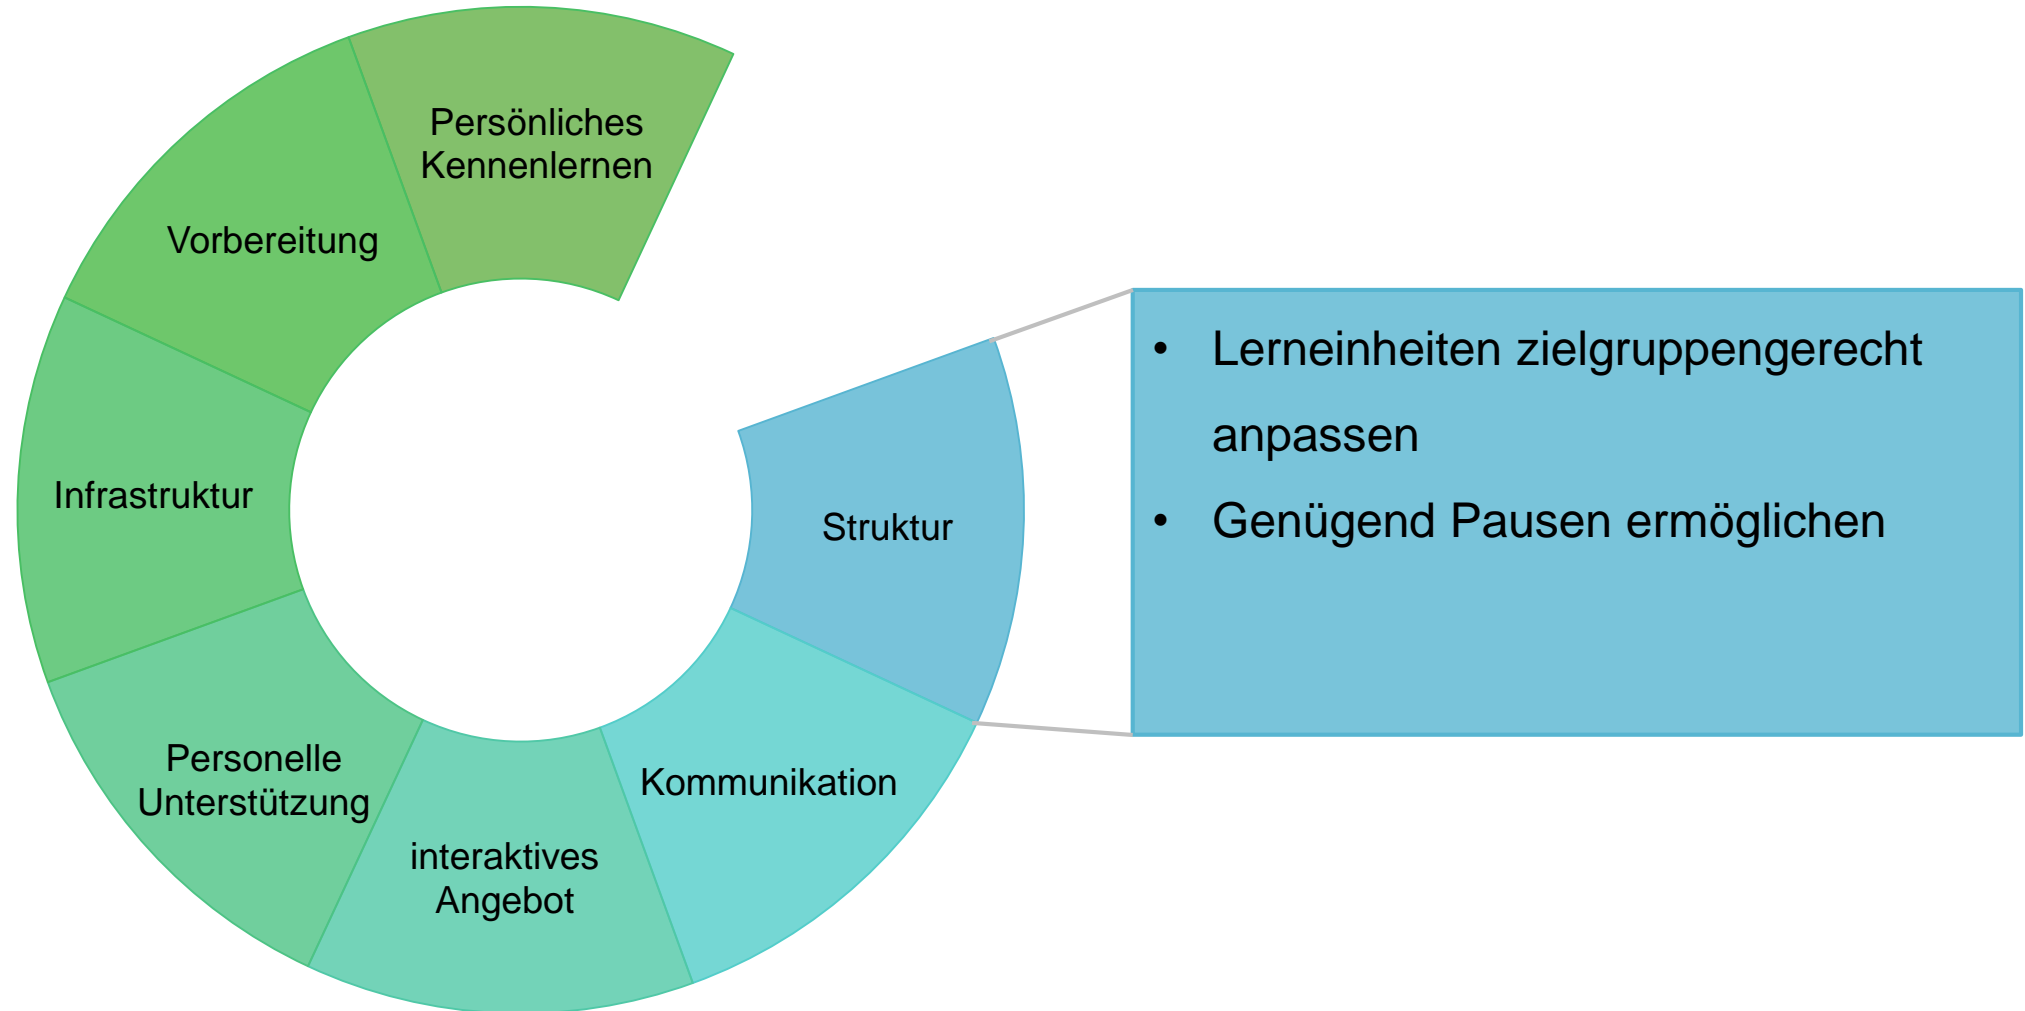 Persönliches
Kennenlernen
Vorbereitung
Infrastruktur
Personelle
Unterstützung
interaktives
Angebot
Kommunikation
Struktur
• Lerneinheiten zielgruppengerecht
anpassen
• Genügend Pausen ermöglichen